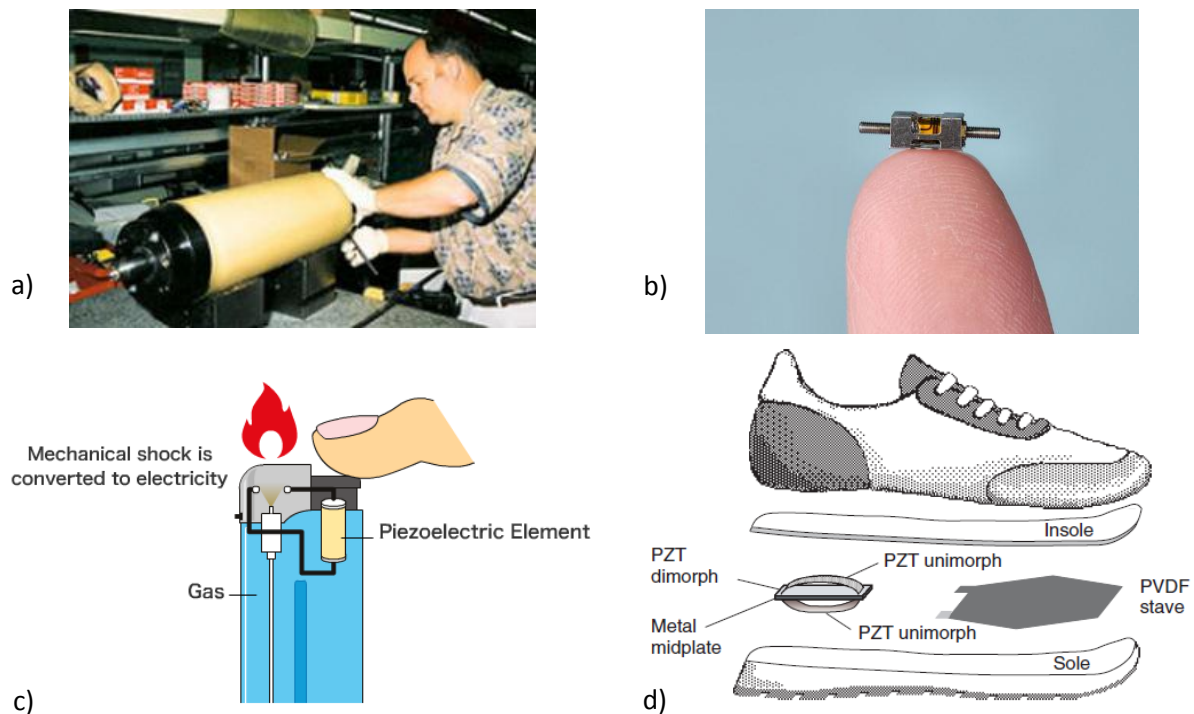 a)
b)
Mechanical shock is
converted to electricity
Piezoelectric Element
Gas
c)
Insole
PZT
dimorph
PZT unimorph
PVDF
stave
Metal
midplate
PZT unimorph
Sole
d)